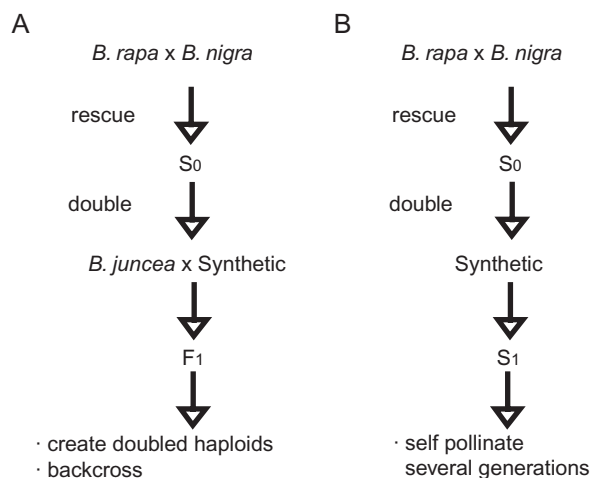 A
B. rapa x B. nigra
rescue
S0
double
B. juncea x Synthetic
F1
· create doubled haploids
· backcross
B
B. rapa x B. nigra
rescue
S0
double
Synthetic
S1
· self pollinate
several generations